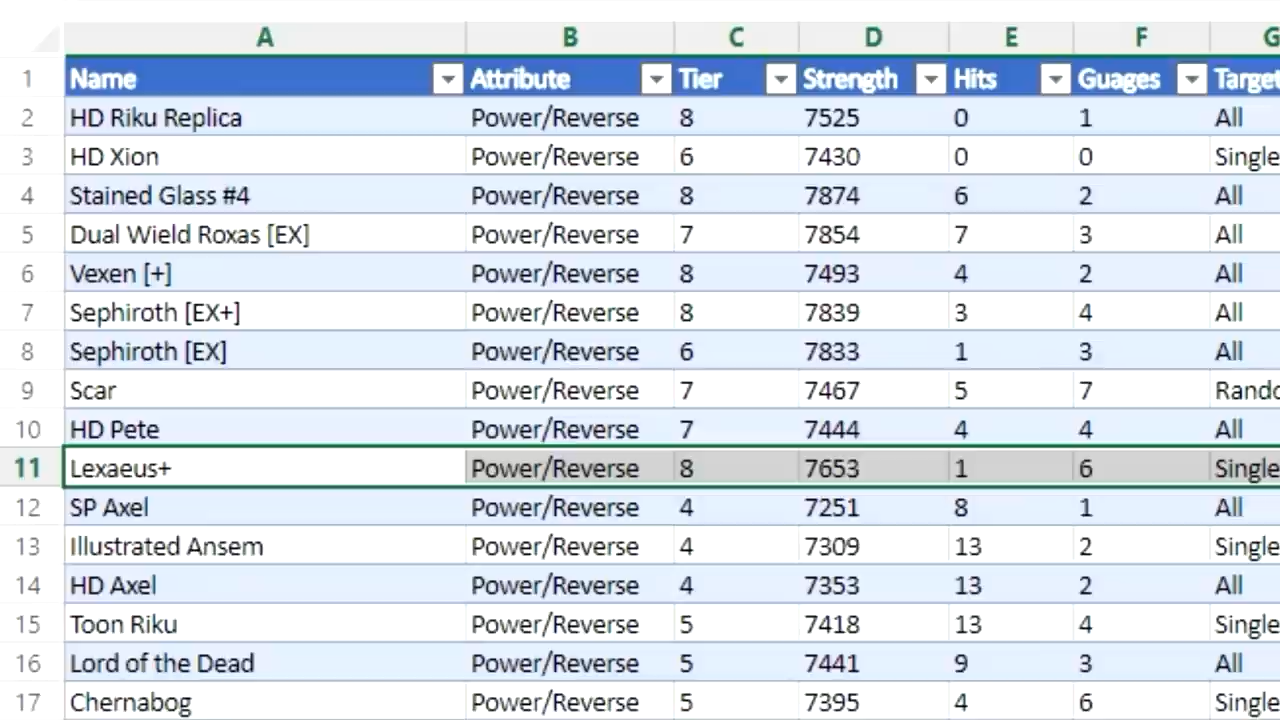 A B C D E F G
1 Name Attribute Tier Strength Hits Guages Target
2 HD Riku Replica Power/Reverse 8 7525 0 1 All
3 HD Xion Power/Reverse 6 7430 0 0 Single
4 Stained Glass #4 Power/Reverse 8 7874 6 2 All
5 Dual Wield Roxas [EX] Power/Reverse 7 7854 7 3 All
6 Vexen [+] Power/Reverse 8 7493 4 2 All
7 Sephiroth [EX+] Power/Reverse 8 7839 3 4 All
8 Sephiroth [EX] Power/Reverse 6 7833 1 3 All
9 Scar Power/Reverse 7 7467 5 7 Rando
10 HD Pete Power/Reverse 7 7444 4 4 All
11 Lexaeus+ Power/Reverse 8 7653 1 6 Single
12 SP Axel Power/Reverse 4 7251 8 1 All
13 Illustrated Ansem Power/Reverse 4 7309 13 2 Single
14 HD Axel Power/Reverse 4 7353 13 2 All
15 Toon Riku Power/Reverse 5 7418 13 4 Single
16 Lord of the Dead Power/Reverse 5 7441 9 3 All
17 Chernabog Power/Reverse 5 7395 4 6 Single